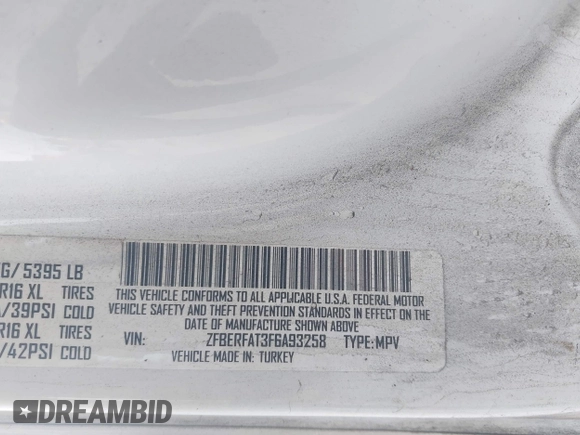 G/ 5395 LB
R16 XL TIRES
/39PSI COLD
R16 XL TIRES
/42PSI COLD
THIS VEHICLE CONFORMS TO ALL APPLICABLE U.S.A. FEDERAL MOTOR
VEHICLE SAFETY AND THEFT STANDARDS IN EFFECT ON THE
DATE OF MANUFACTURE SHOWN ABOVE.
VIN: ZFBERFAT3F6A93258 TYPE:MPV
VEHICLE MADE IN: TURKEY
DREAMBID